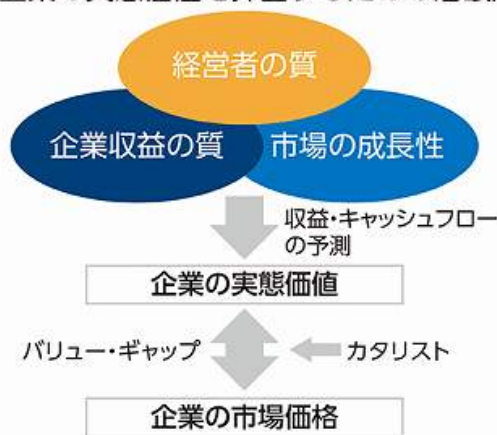 経営者の質
企業収益の質
市場の成長性
収益・キャッシュフロー
の予測
企業の実態価値
バリュー・ギャップ
カタリスト
企業の市場価格